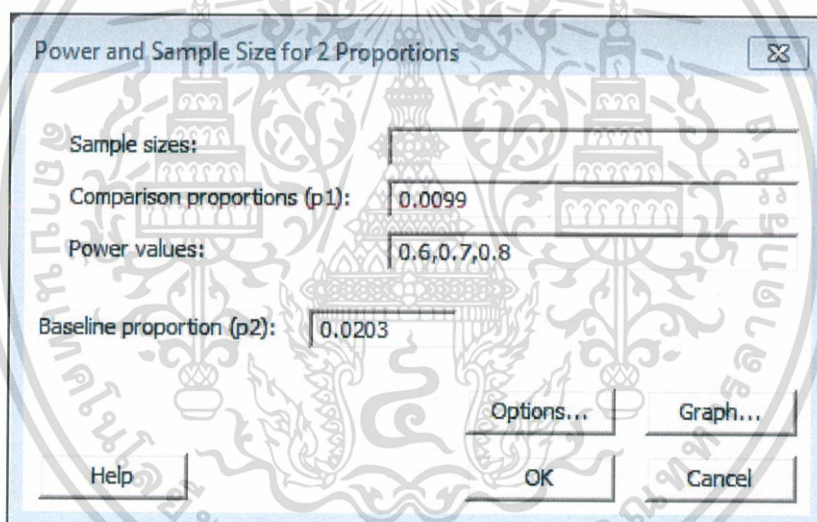 Power and Sample Size for 2 Proportions
Sample sizes:
Comparison proportions (p1): 0.0099
Power values: 0.6,0.7,0.8
Baseline proportion (p2): 0.0203
Options... Graph...
Help OK Cancel